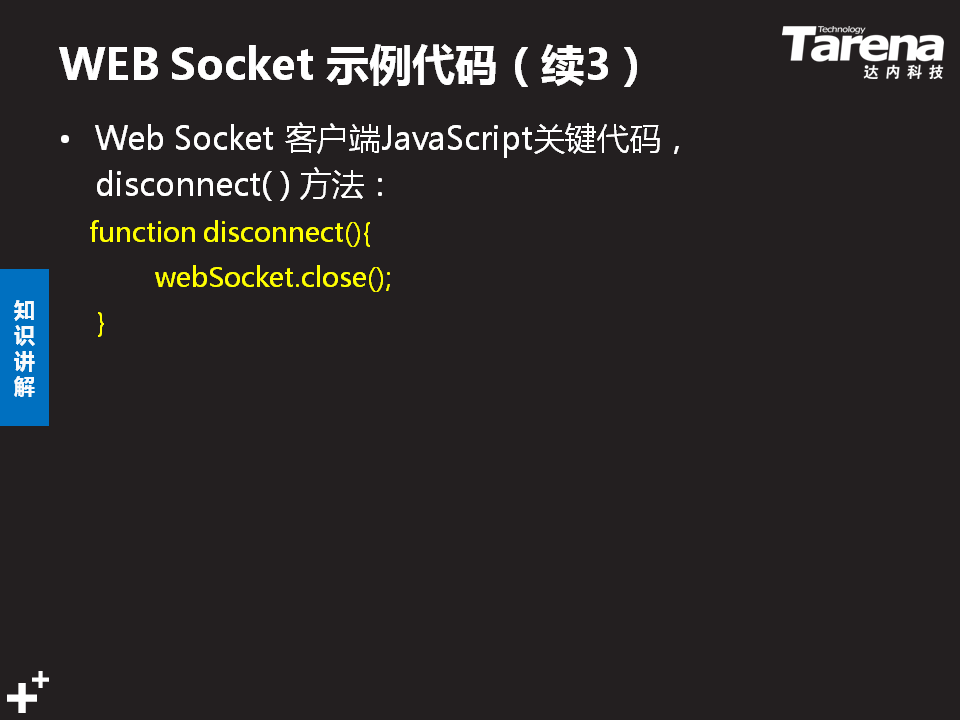 WEB Socket 示例代码（续3）
Technology
Tarena
达内科技
• Web Socket 客户端JavaScript关键代码，
disconnect( ) 方法：
function disconnect(){
webSocket.close();
}
知识讲解